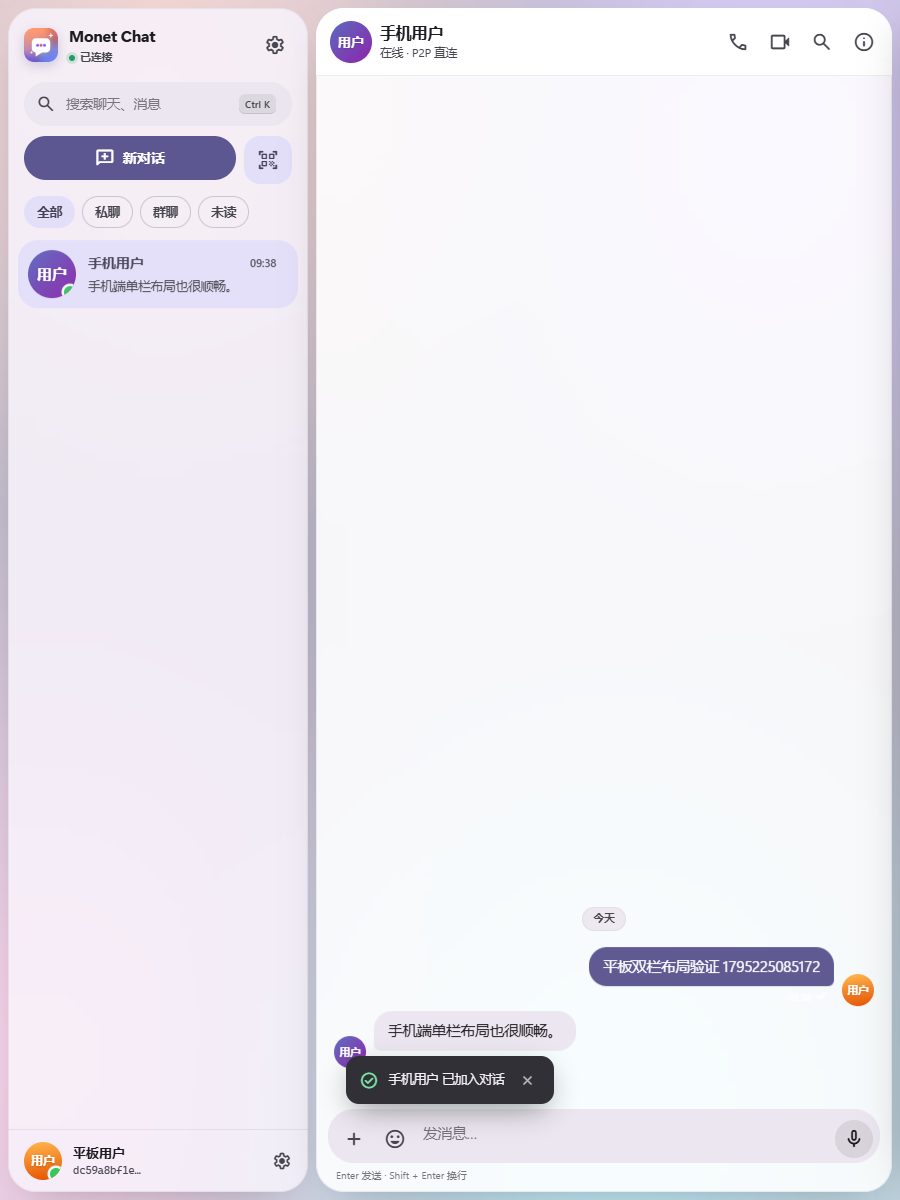 Monet Chat
已连接
搜索聊天、消息
Ctrl K
新对话
全部
私聊
群聊
未读
用户
手机用户
09:38
手机端单栏布局也很顺畅。
用户
平板用户
dc59a8bf1e…
用户
手机用户
在线 · P2P 直连
今天
平板双栏布局验证 1795225085172
用户
手机端单栏布局也很顺畅。
用户
手机用户 已加入对话
发消息…
Enter 发送 · Shift + Enter 换行